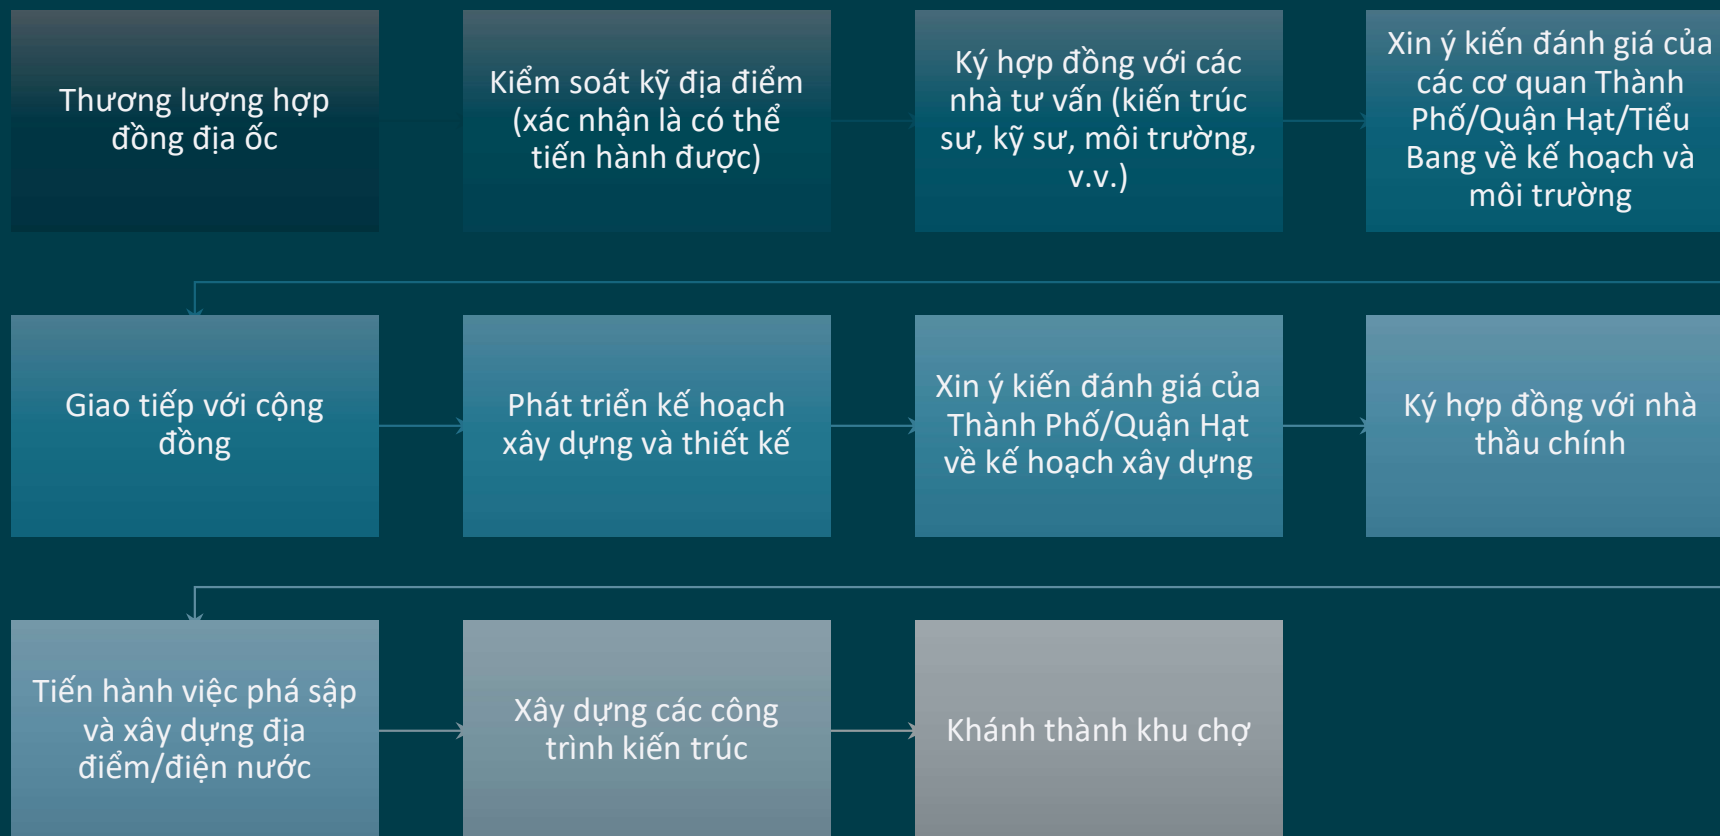 Thương lượng hợp
đồng địa ốc
Kiểm soát kỹ địa điểm
(xác nhận là có thể
tiến hành được)
Ký hợp đồng với các
nhà tư vấn (kiến trúc
sư, kỹ sư, môi trường,
v.v.)
Xin ý kiến đánh giá của
các cơ quan Thành
Phố/Quận Hạt/Tiểu
Bang về kế hoạch và
môi trường
Giao tiếp với cộng
đồng
Phát triển kế hoạch
xây dựng và thiết kế
Xin ý kiến đánh giá của
Thành Phố/Quận Hạt
về kế hoạch xây dựng
Ký hợp đồng với nhà
thầu chính
Tiến hành việc phá sập
và xây dựng địa
điểm/điện nước
Xây dựng các công
trình kiến trúc
Khánh thành khu chợ